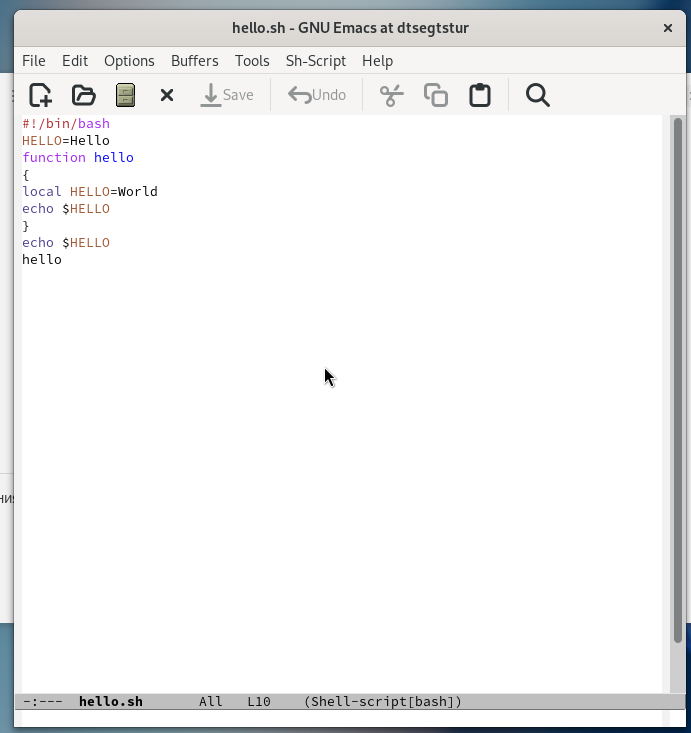 hello.sh - GNU Emacs at dtsegtstur
File Edit Options Buffers Tools Sh-Script Help
Save Undo
#!/bin/bash
HELLO=Hello
function hello
{
local HELLO=World
echo $HELLO
}
echo $HELLO
hello
ния
-:--- hello.sh All L10 (Shell-script[bash])